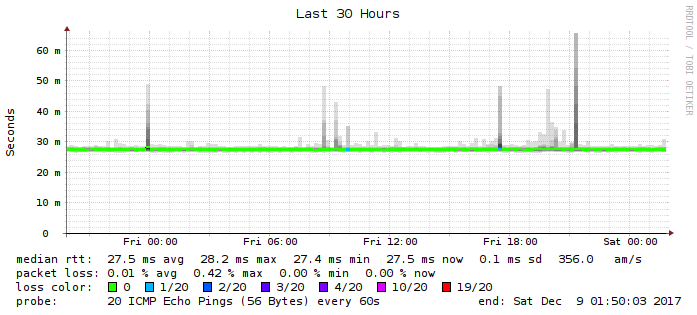 Last 30 Hours
RRDTOOL / TOBI OETIKER
Seconds
60 m
50 m
40 m
30 m
20 m
10 m
0
Fri 00:00 Fri 06:00 Fri 12:00 Fri 18:00 Sat 00:00
median rtt: 27.5 ms avg 28.2 ms max 27.4 ms min 27.5 ms now 0.1 ms sd 356.0 am/s
packet loss: 0.01 % avg 0.42 % max 0.00 % min 0.00 % now
loss color: 0 1/20 2/20 3/20 4/20 10/20 19/20
probe: 20 ICMP Echo Pings (56 Bytes) every 60s end: Sat Dec 9 01:50:03 2017